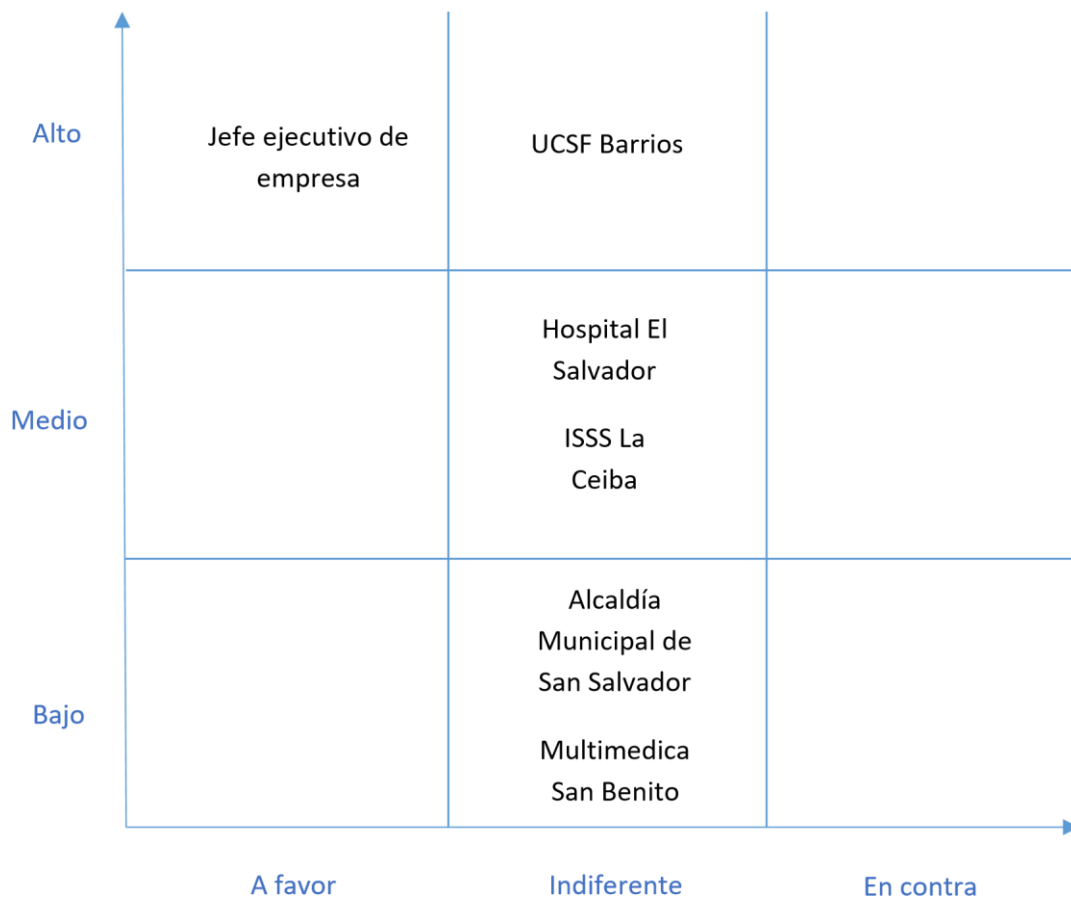 Alto
Jefe ejecutivo de
empresa
UCSF Barrios
Medio
Hospital El
Salvador
ISSS La
Ceiba
Bajo
Alcaldía
Municipal de
San Salvador
Multimedica
San Benito
A favor
Indiferente
En contra